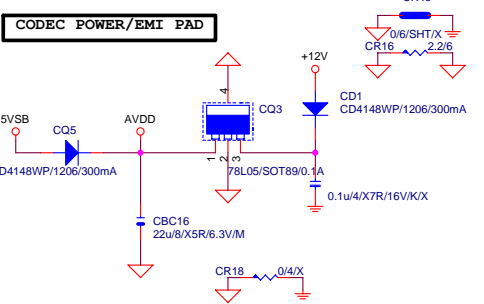 CODEC POWER/EMI PAD
0/6/SHT/X
CR16
2.2/6
+12V
4
CQ3
CD1
CD4148WP/1206/300mA
5VSB
CQ5
AVDD
1
2
3
78L05/SOT89/0.1A
D4148WP/1206/300mA
0.1u/4/X7R/16V/K/X
CBC16
22u/8/X5R/6.3V/M
CR18
0/4/X